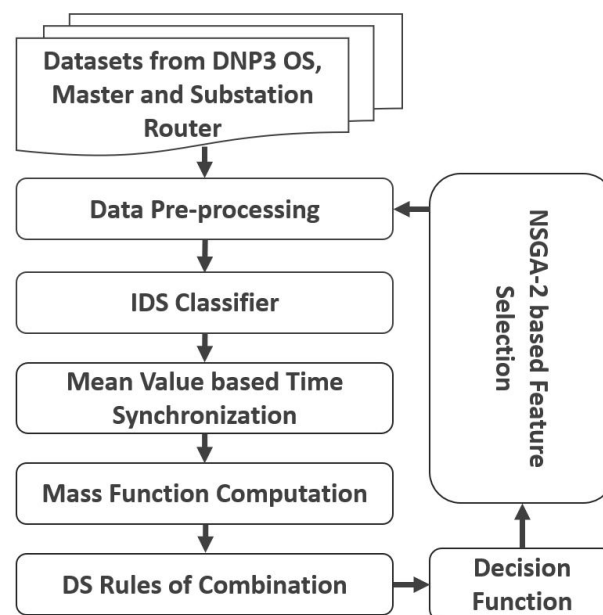 Datasets from DNP3 OS,
Master and Substation
Router
Data Pre-processing
IDS Classifier
Mean Value based Time
Synchronization
Mass Function Computation
DS Rules of Combination
Decision
Function
NSGA-2 based Feature
Selection